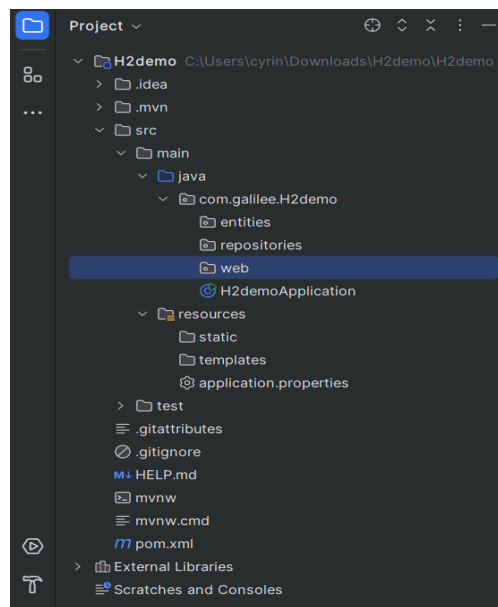 Project
H2demo C:\Users\cyrin\Downloads\H2demo\H2demo
.idea
.mvn
src
main
java
com.galilee.H2demo
entities
repositories
web
H2demoApplication
resources
static
templates
application.properties
test
.gitattributes
.gitignore
M↓ HELP.md
mvnw
mvnw.cmd
m pom.xml
External Libraries
Scratches and Consoles